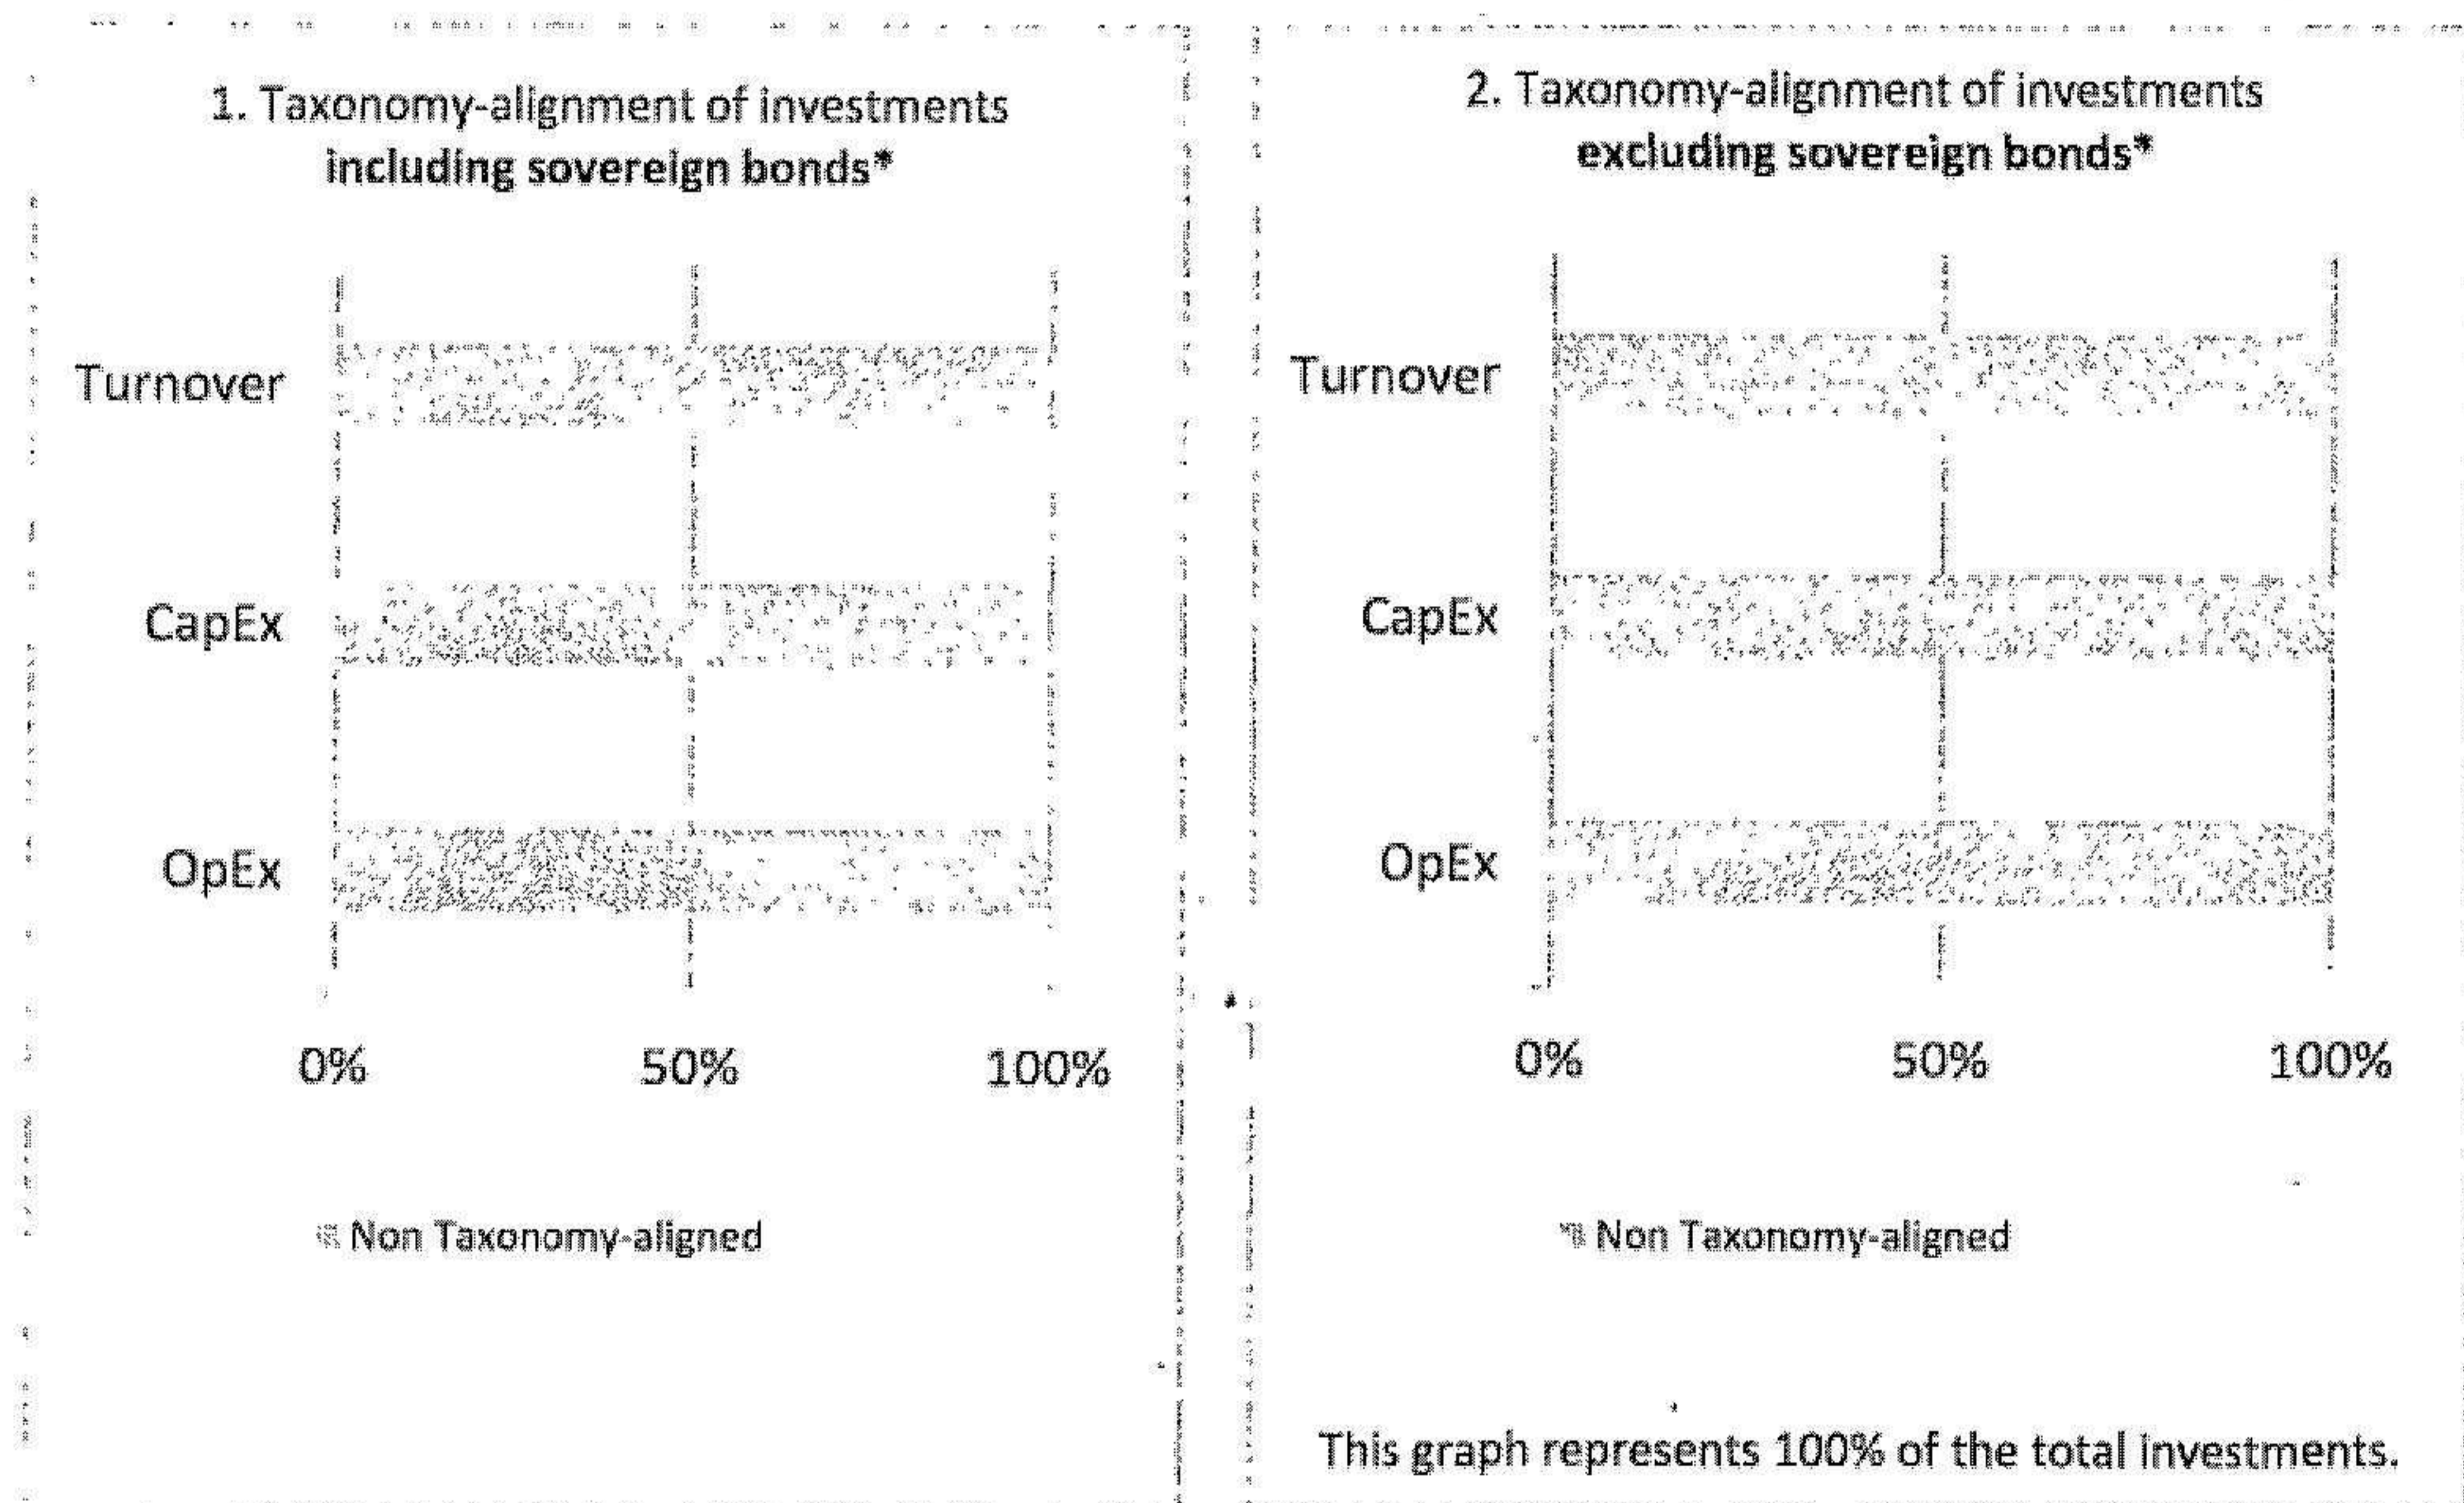 1. Taxonomy-alignment of investments
including sovereign bonds*
Turnover
CapEx
OpEx
0% 50% 100%
Non Taxonomy-aligned
2. Taxonomy-alignment of investments
excluding sovereign bonds*
Turnover
CapEx
OpEx
0% 50% 100%
Non Taxonomy-aligned
This graph represents 100% of the total investments.